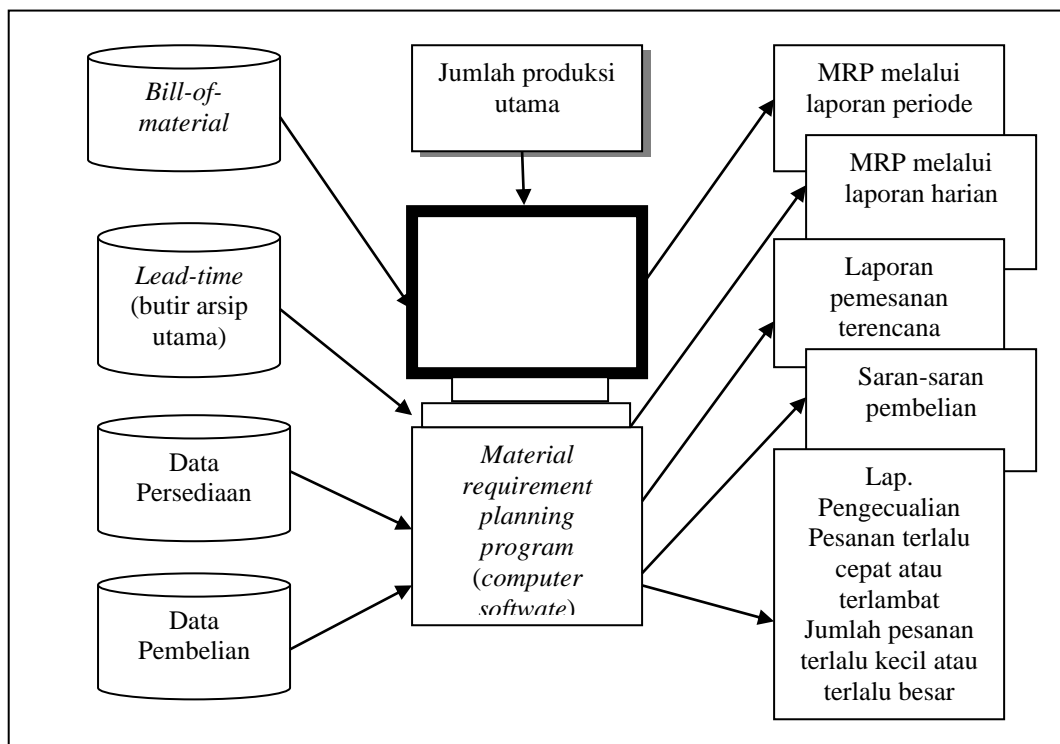 Bill-of-
material
Lead-time
(butir arsip
utama)
Data
Persediaan
Data
Pembelian
Jumlah produksi
utama
Material
requirement
planning
program
(computer
softwate)
MRP melalui
laporan periode
MRP melalui
laporan harian
Laporan
pemesanan
terencana
Saran-saran
pembelian
Lap.
Pengecualian
Pesanan terlalu
cepat atau
terlambat
Jumlah pesanan
terlalu kecil atau
terlalu besar